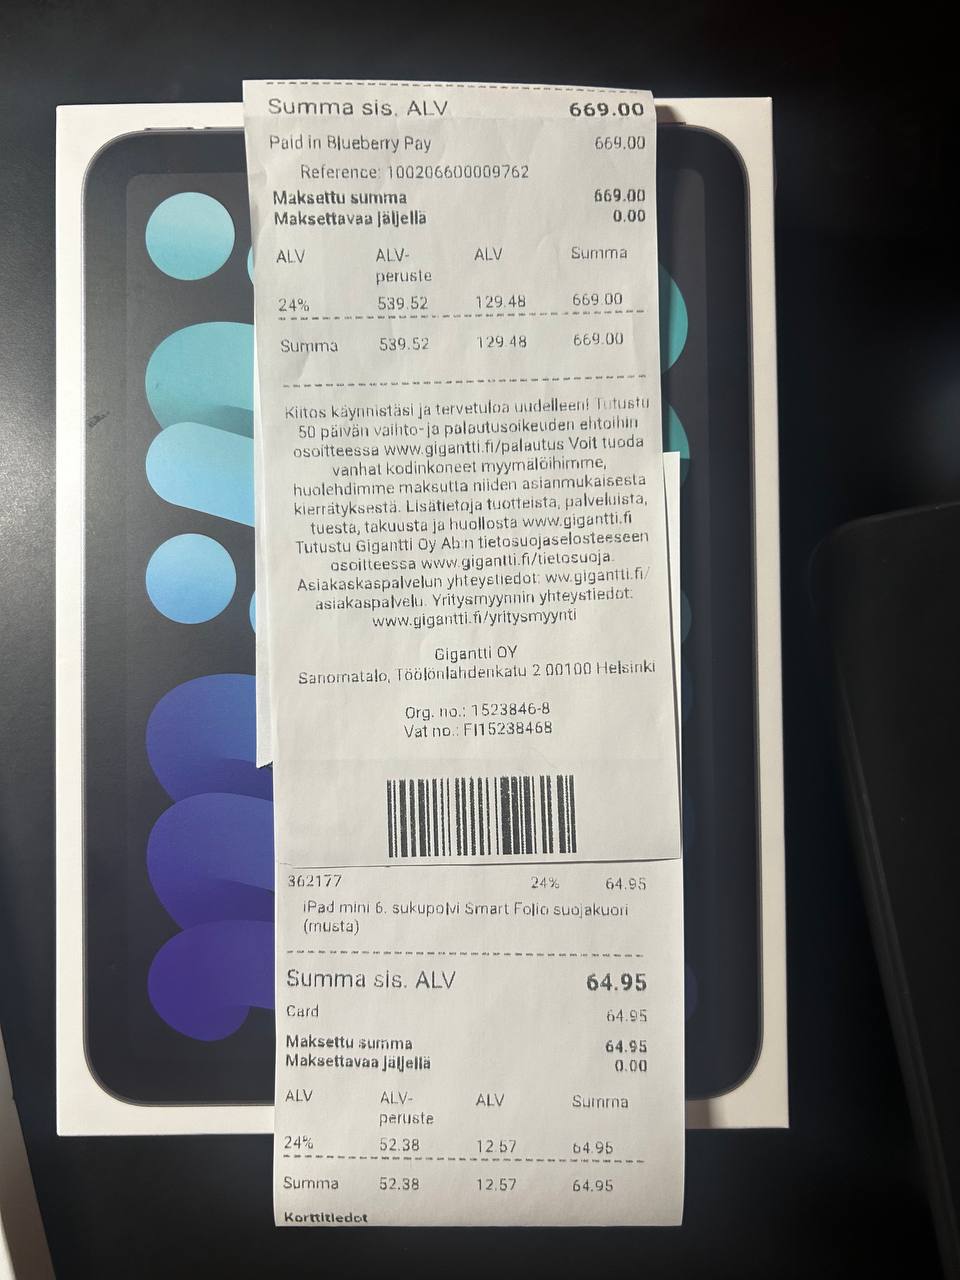 Summa sis. ALV 669.00
Paid in Blueberry Pay 669.00
Reference: 100206600009762
Maksettu summa 669.00
Maksettavaa jäljellä 0.00
ALV ALV-peruste ALV Summa
24% 539.52 129.48 669.00
Summa 539.52 129.48 669.00
Kiitos käynnistäsi ja tervetuloa uudelleen! Tutustu
50 päivän vaihto- ja palautusoikeuden ehtoihin
osoitteessa www.gigantti.fi/palautus Voit tuoda
vanhat kodinkoneet myymälöihimme,
huolehdimme maksutta niiden asianmukaisesta
kierrätyksestä. Lisätietoja tuotteista, palveluista,
tuesta, takuusta ja huollosta www.gigantti.fi
Tutustu Gigantti Oy Ab:n tietosuojaselosteeseen
osoitteessa www.gigantti.fi/tietosuoja.
Asiakaskaspalvelun yhteystiedot: ww.gigantti.fi/
asiakaspalvelu. Yritysmyynnin yhteystiedot:
www.gigantti.fi/yritysmyynti
Gigantti OY
Sanomatalo, Töölönlahdenkatu 2 00100 Helsinki
Org. no.: 1523846-8
Vat no.: FI15238468
362177 24% 64.95
iPad mini 6. sukupolvi Smart Folio suojakuori
(musta)
Summa sis. ALV 64.95
Card 64.95
Maksettu summa 64.95
Maksettavaa jäljellä 0.00
ALV ALV-peruste ALV Summa
24% 52.38 12.57 64.95
Summa 52.38 12.57 64.95
Korttitiedot